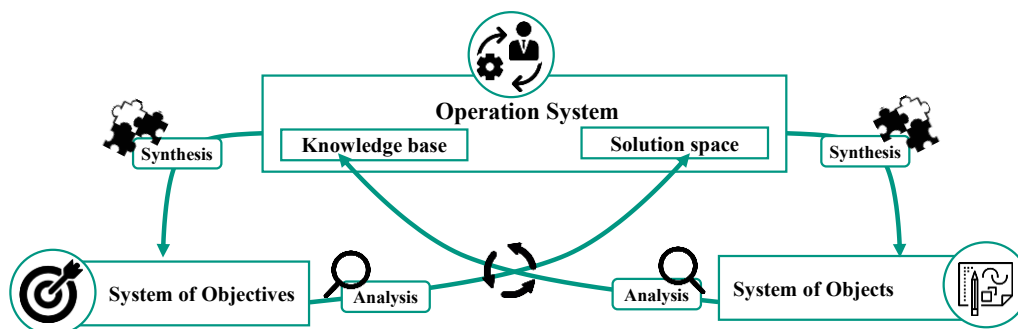 Operation System
Knowledge base
Solution space
Synthesis
Synthesis
System of Objectives
Analysis
Analysis
System of Objects